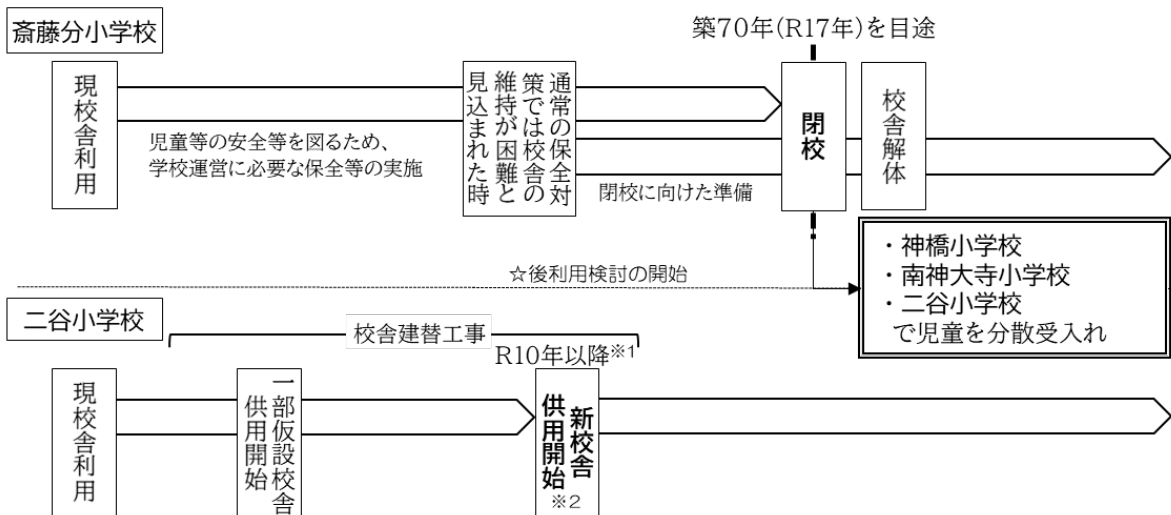 斎藤分小学校
築70年(R17年)を目途
現校舎利用
児童等の安全等を図るため、
学校運営に必要な保全等の実施
通常の保全対
策では校舎の
維持が困難と
見込まれた時
閉校に向けた準備
閉校
校舎解体
・神橋小学校
・南神大寺小学校
・二谷小学校
で児童を分散受入れ
☆後利用検討の開始
二谷小学校
校舎建替工事
R10年以降※1
現校舎利用
一部仮設校舎
供用開始
新校舎
供用開始
※2